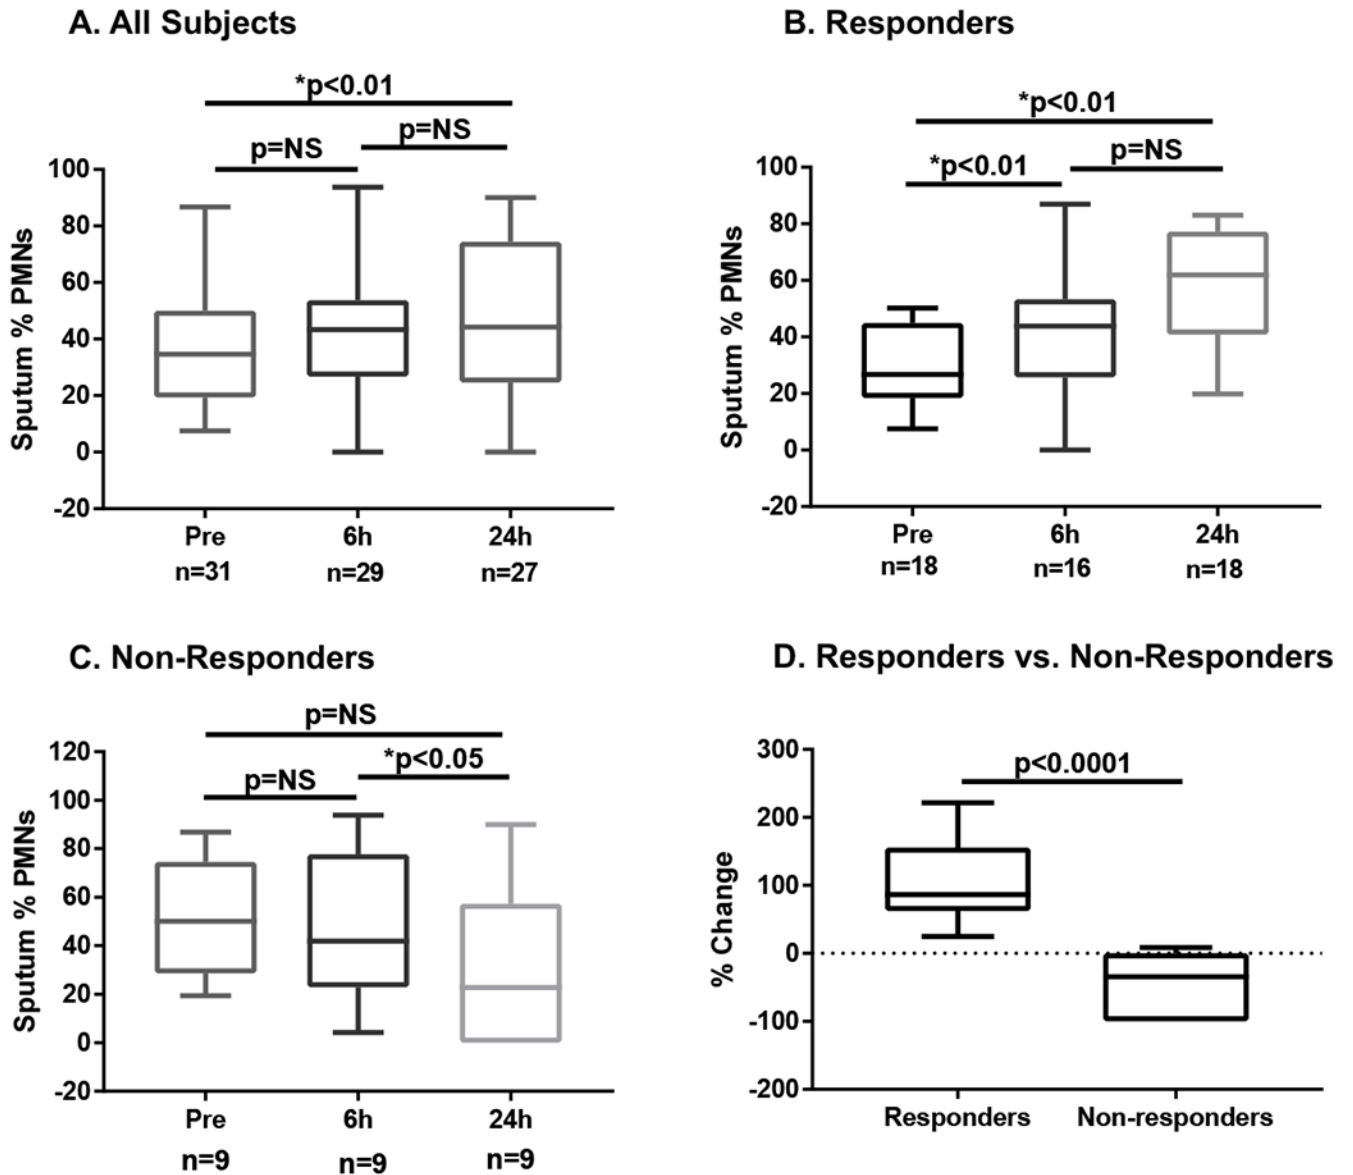 A. All Subjects
*p<0.01
p=NS
p=NS
Sputum % PMNs
100
80
60
40
20
0
-20
Pre
6h
24h
n=31
n=29
n=27
B. Responders
*p<0.01
*p<0.01
p=NS
Sputum % PMNs
100
80
60
40
20
0
-20
Pre
6h
24h
n=18
n=16
n=18
C. Non-Responders
p=NS
*p<0.05
p=NS
Sputum % PMNs
120
100
80
60
40
20
0
-20
Pre
6h
24h
n=9
n=9
n=9
D. Responders vs. Non-Responders
p<0.0001
% Change
300
200
100
0
-100
-200
Responders
Non-responders